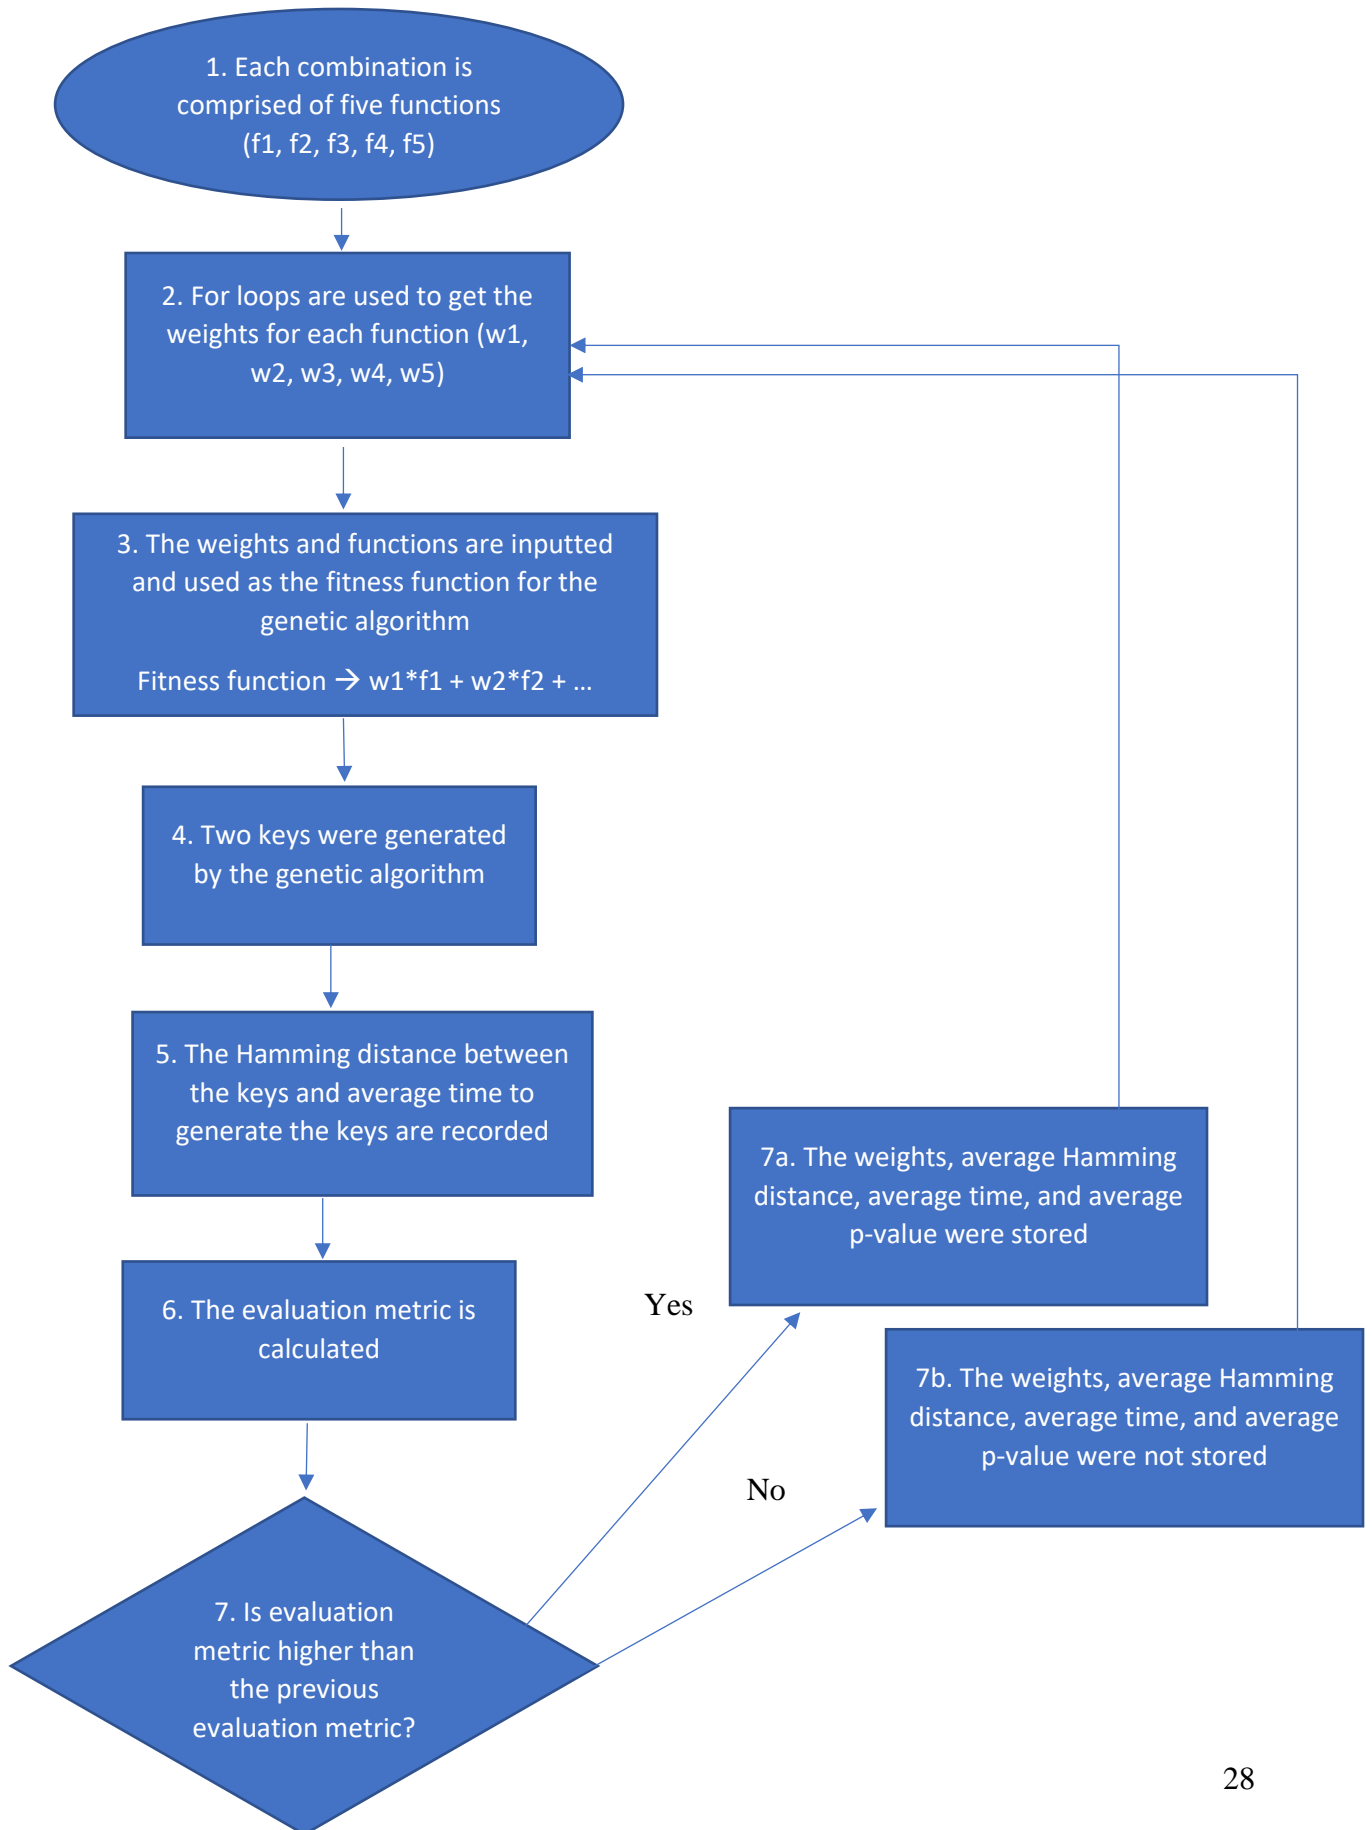 1. Each combination is
comprised of five functions
(f1, f2, f3, f4, f5)
2. For loops are used to get the
weights for each function (w1,
w2, w3, w4, w5)
3. The weights and functions are inputted
and used as the fitness function for the
genetic algorithm
Fitness function → w1*f1 + w2*f2 + ...
4. Two keys were generated
by the genetic algorithm
5. The Hamming distance between
the keys and average time to
generate the keys are recorded
6. The evaluation metric is
calculated
7. Is evaluation
metric higher than
the previous
evaluation metric?
Yes
7a. The weights, average Hamming
distance, average time, and average
p-value were stored
No
7b. The weights, average Hamming
distance, average time, and average
p-value were not stored
28